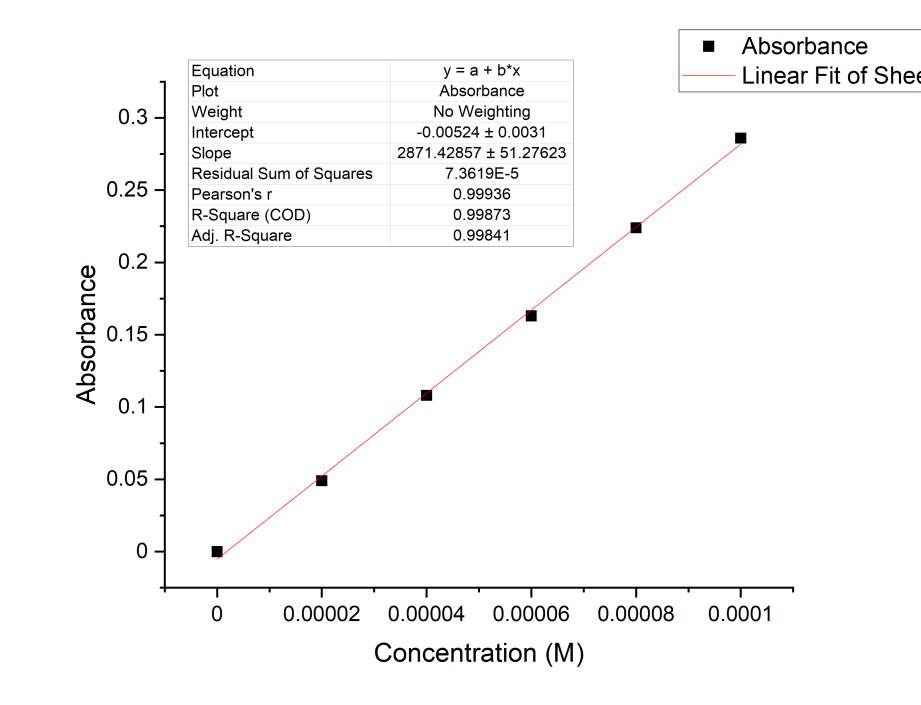 Absorbance
Linear Fit of Shee
Equation y = a + b*x
Plot Absorbance
Weight No Weighting
Intercept -0.00524 ± 0.0031
Slope 2871.42857 ± 51.27623
Residual Sum of Squares 7.3619E-5
Pearson's r 0.99936
R-Square (COD) 0.99873
Adj. R-Square 0.99841
0.3
0.25
0.2
0.15
0.1
0.05
0
Absorbance
0 0.00002 0.00004 0.00006 0.00008 0.0001
Concentration (M)